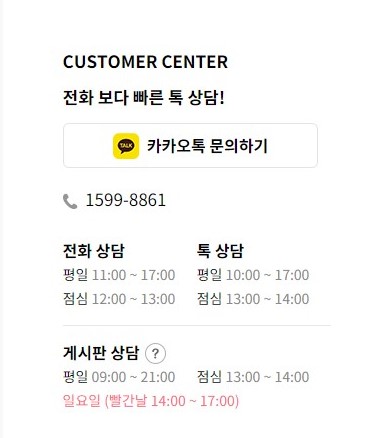 CUSTOMER CENTER
전화 보다 빠른 톡 상담!
TALK 카카오톡 문의하기
1599-8861
전화 상담 톡 상담
평일 11:00 ~ 17:00 평일 10:00 ~ 17:00
점심 12:00 ~ 13:00 점심 13:00 ~ 14:00
게시판 상담 ?
평일 09:00 ~ 21:00 점심 13:00 ~ 14:00
일요일 (빨간날 14:00 ~ 17:00)